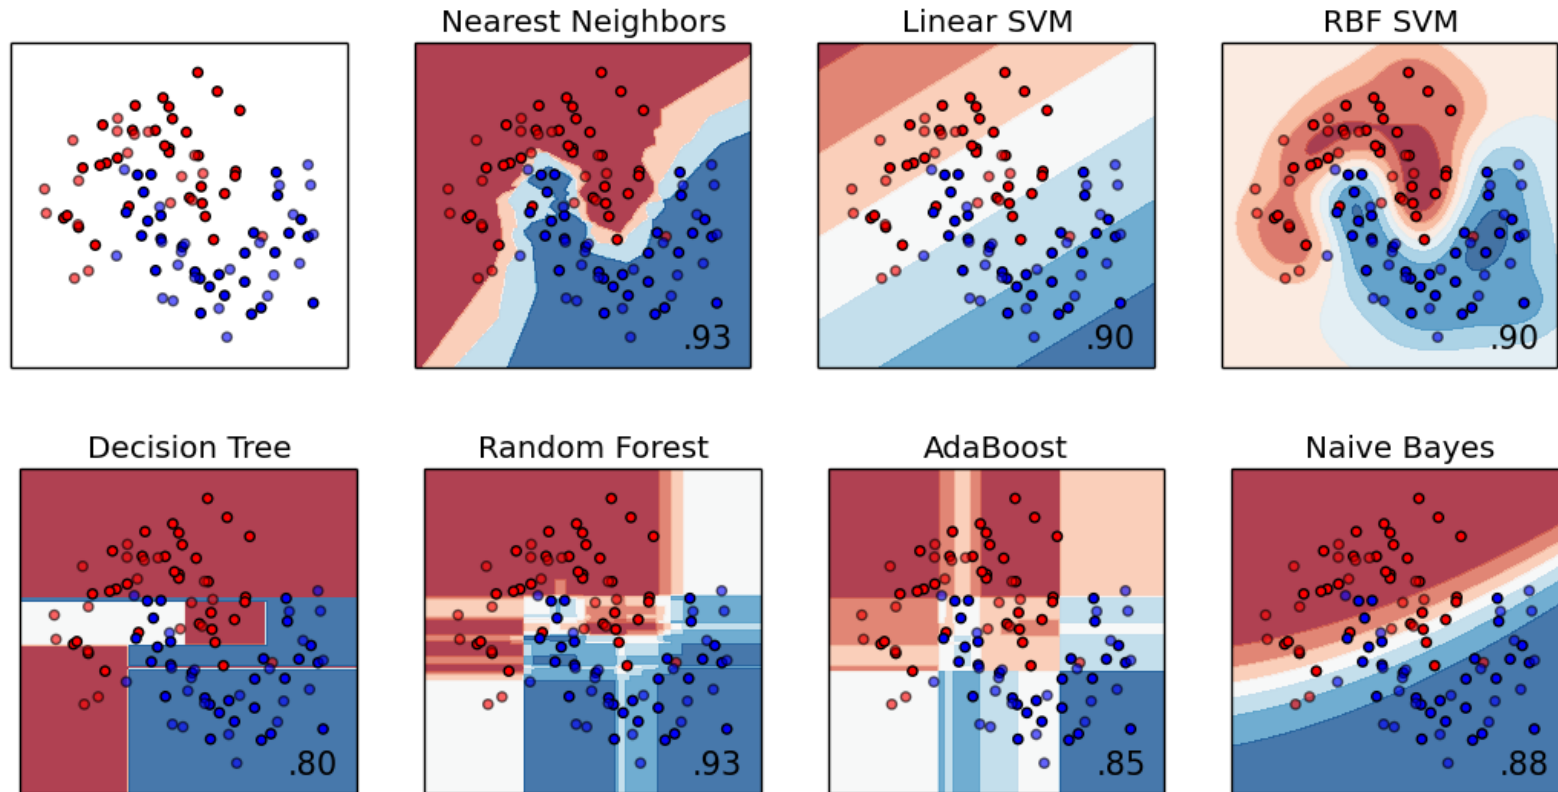 Nearest Neighbors
Linear SVM
RBF SVM
.93
.90
.90
Decision Tree
Random Forest
AdaBoost
Naive Bayes
.80
.93
.85
.88